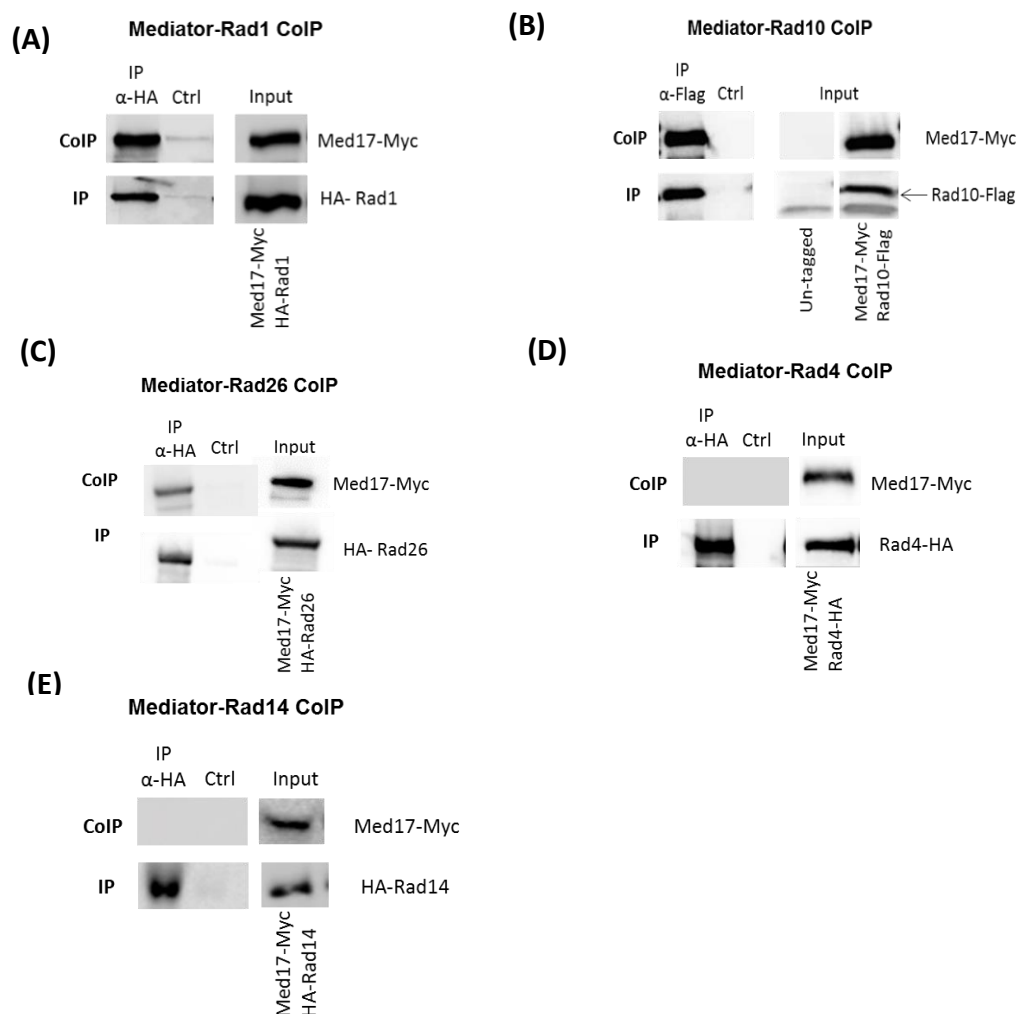 (A)
Mediator-Rad1 CoIP
IP
α-HA Ctrl Input
CoIP Med17-Myc
IP HA- Rad1
Med17-Myc
HA-Rad1
(B)
Mediator-Rad10 CoIP
IP
α-Flag Ctrl Input
CoIP Med17-Myc
IP Rad10-Flag
Un-tagged
Med17-Myc
Rad10-Flag
(C)
Mediator-Rad26 CoIP
IP
α-HA Ctrl Input
CoIP Med17-Myc
IP HA- Rad26
Med17-Myc
HA-Rad26
(D)
Mediator-Rad4 CoIP
IP
α-HA Ctrl Input
CoIP Med17-Myc
IP Rad4-HA
Med17-Myc
Rad4-HA
(E)
Mediator-Rad14 CoIP
IP
α-HA Ctrl Input
CoIP Med17-Myc
IP HA-Rad14
Med17-Myc
HA-Rad14